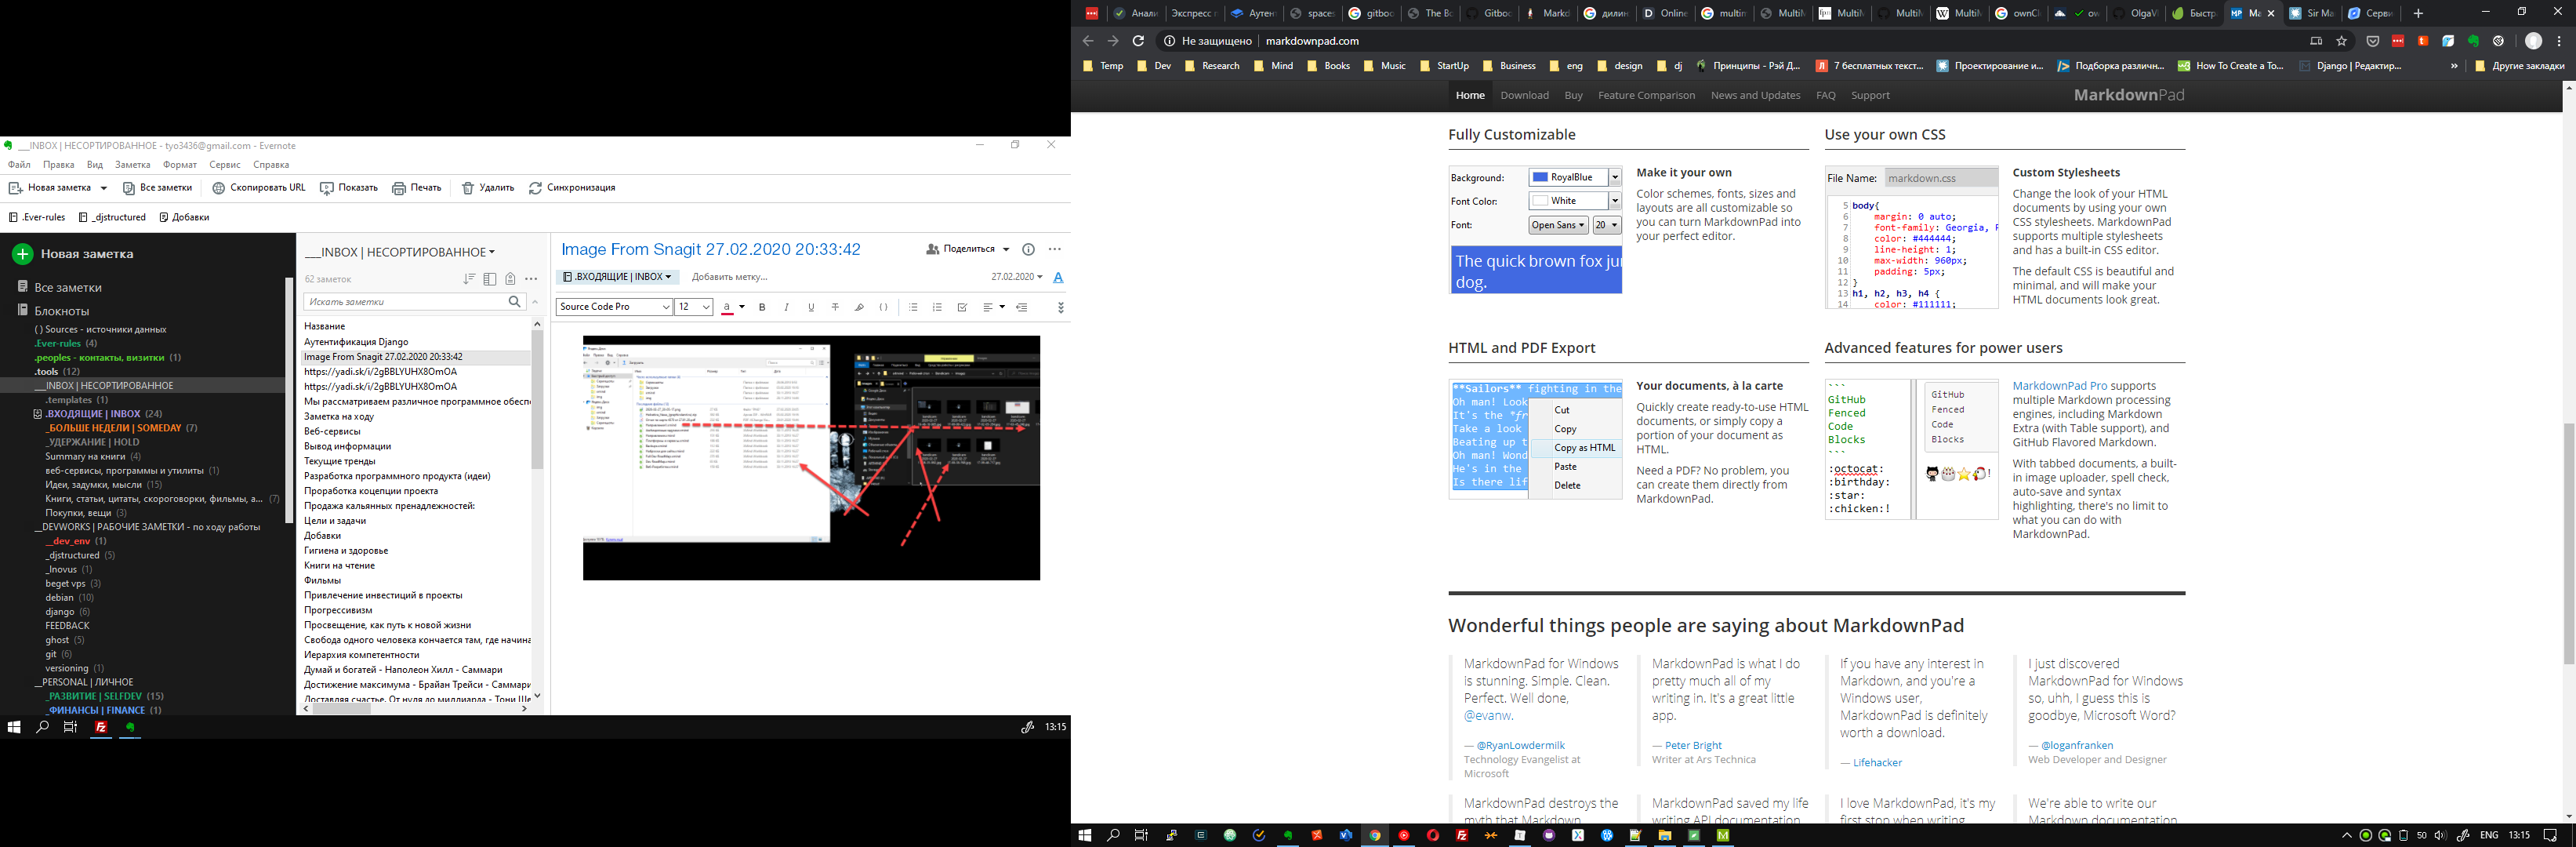 ___INBOX | НЕСОРТИРОВАННОЕ - tyo3436@gmail.com - Evernote
Файл Правка Вид Заметка Формат Сервис Справка
Новая заметка Все заметки Скопировать URL Показать Печать Удалить Синхронизация
.Ever-rules _djstructured Добавки
Новая заметка
Все заметки
Блокноты
( ) Sources - источники данных
.Ever-rules (4)
.peoples - контакты, визитки (1)
.tools (12)
___INBOX | НЕСОРТИРОВАННОЕ
.templates (1)
.ВХОДЯЩИЕ | INBOX (24)
_БОЛЬШЕ НЕДЕЛИ | SOMEDAY (7)
_УДЕРЖАНИЕ | HOLD
Summary на книги (4)
веб-сервисы, программы и утилиты (1)
Идеи, задумки, мысли (15)
Книги, статьи, цитаты, скороговорки, фильмы, а... (7)
Покупки, вещи (3)
__DEVWORKS | РАБОЧИЕ ЗАМЕТКИ - по ходу работы
__dev_env (1)
_djstructured (5)
_Inovus (1)
beget vps (3)
debian (10)
django (6)
FEEDBACK
ghost (5)
git (6)
versioning (1)
__PERSONAL | ЛИЧНОЕ
_РАЗВИТИЕ | SELFDEV (15)
_ФИНАНСЫ | FINANCE (1)
___INBOX | НЕСОРТИРОВАННОЕ
62 заметок
Искать заметки
Название
Аутентификация Django
Image From Snagit 27.02.2020 20:33:42
https://yadi.sk/i/2gBBLYUHX8OmOA
https://yadi.sk/i/2gBBLYUHX8OmOA
Мы рассматриваем различное программное обесп
Заметка на ходу
Веб-сервисы
Вывод информации
Текущие тренды
Разработка программного продукта (идеи)
Проработка коцепции проекта
Продажа кальянных пренадлежностей:
Цели и задачи
Добавки
Гигиена и здоровье
Книги на чтение
Фильмы
Привлечение инвестиций в проекты
Прогрессивизм
Просвещение, как путь к новой жизни
Свобода одного человека кончается там, где начина
Иерархия компетентности
Думай и богатей - Наполеон Хилл - Саммари
Достижение максимума - Брайан Трейси - Саммари
Доставляя счастье. От нуля до миллиарда - Тони Ше
Image From Snagit 27.02.2020 20:33:42
Поделиться
.ВХОДЯЩИЕ | INBOX Добавить метку... 27.02.2020
Source Code Pro 12
13:15
Анали Экспресс п Аутен spaces gitboo The Bo Gitboo Markd дилин Online multim MultiM MultiM MultiM MultiM ownCl ow OlgaV Быстр Ma Sir Ma Серви
Не защищено | markdownpad.com
Temp Dev Research Mind Books Music StartUp Business eng design dj Принципы - Рэй Д... 7 бесплатных текст... Проектирование и... Подборка различн... How To Create a To... Django | Редактир... » Другие закладки
Home Download Buy Feature Comparison News and Updates FAQ Support MarkdownPad
Fully Customizable
Background: RoyalBlue
Font Color: White
Font: Open Sans 20
The quick brown fox jum
dog.
Make it your own
Color schemes, fonts, sizes and
layouts are all customizable so
you can turn MarkdownPad into
your perfect editor.
Use your own CSS
File Name: markdown.css
5 body{
6 margin: 0 auto;
7 font-family: Georgia, P
8 color: #444444;
9 line-height: 1;
10 max-width: 960px;
11 padding: 5px;
12 }
13 h1, h2, h3, h4 {
14 color: #111111;
Custom Stylesheets
Change the look of your HTML
documents by using your own
CSS stylesheets. MarkdownPad
supports multiple stylesheets
and has a built-in CSS editor.
The default CSS is beautiful and
minimal, and will make your
HTML documents look great.
HTML and PDF Export
**Sailors** fighting in the
Oh man! Look
It's the *fr
Take a look
Beating up t
Oh man! Wond
He's in the
Is there lif
Cut
Copy
Copy as HTML
Paste
Delete
Your documents, à la carte
Quickly create ready-to-use HTML
documents, or simply copy a
portion of your document as
HTML.
Need a PDF? No problem, you
can create them directly from
MarkdownPad.
Advanced features for power users
```
GitHub
Fenced
Code
Blocks
```
:octocat:
:birthday:
:star:
:chicken:!
GitHub
Fenced
Code
Blocks
!
MarkdownPad Pro supports
multiple Markdown processing
engines, including Markdown
Extra (with Table support), and
GitHub Flavored Markdown.
With tabbed documents, a built-
in image uploader, spell check,
auto-save and syntax
highlighting, there's no limit to
what you can do with
MarkdownPad.
Wonderful things people are saying about MarkdownPad
MarkdownPad for Windows
is stunning. Simple. Clean.
Perfect. Well done,
@evanw.
— @RyanLowdermilk
Technology Evangelist at
Microsoft
MarkdownPad is what I do
pretty much all of my
writing in. It's a great little
app.
— Peter Bright
Writer at Ars Technica
If you have any interest in
Markdown, and you're a
Windows user,
MarkdownPad is definitely
worth a download.
— Lifehacker
I just discovered
MarkdownPad for Windows
so, uhh, I guess this is
goodbye, Microsoft Word?
— @loganfranken
Web Developer and Designer
MarkdownPad destroys the
myth that Markdown
MarkdownPad saved my life
writing API documentation
I love MarkdownPad, it's my
first stop when writing
We're able to write our
Markdown documentation
50 ENG 13:15